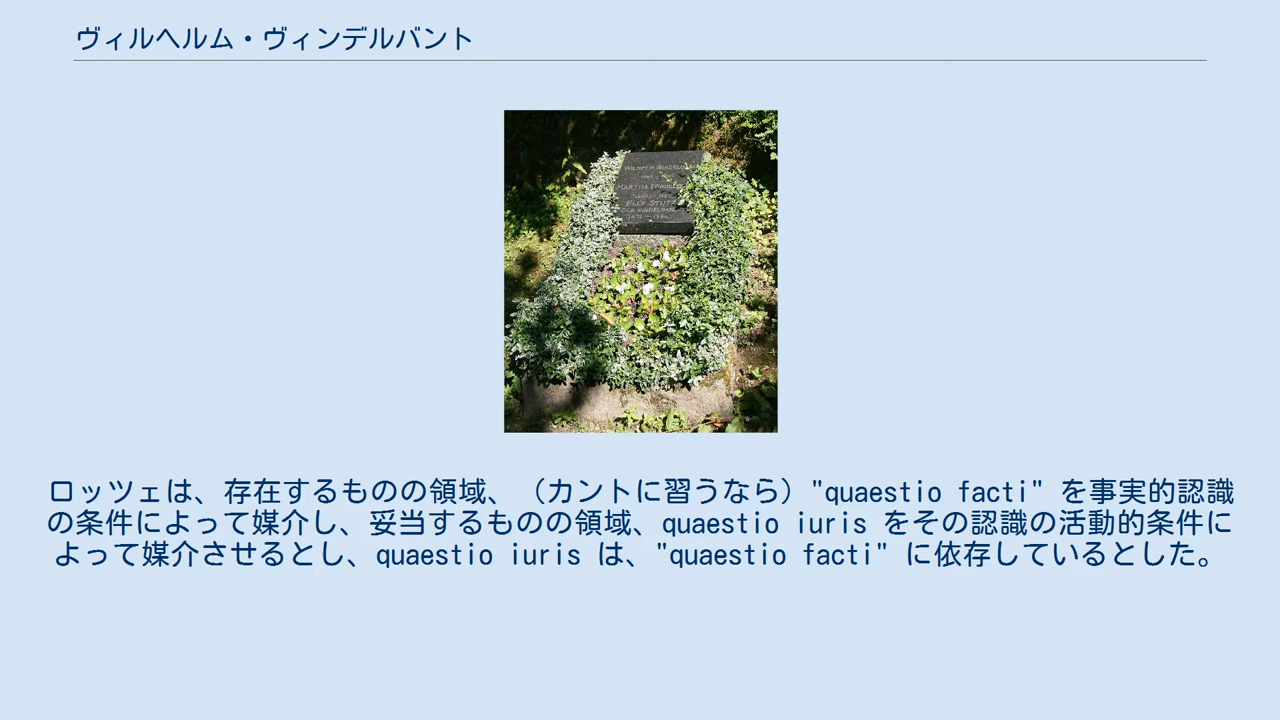 ヴィルヘルム・ヴィンデルバント
MARTHA
ELLY
ロッツェは、存在するものの領域、（カントに習うなら）"quaestio facti" を事実的認識
の条件によって媒介し、妥当するものの領域、quaestio iuris をその認識の活動的条件に
よって媒介させるとし、quaestio iuris は、"quaestio facti" に依存しているとした。